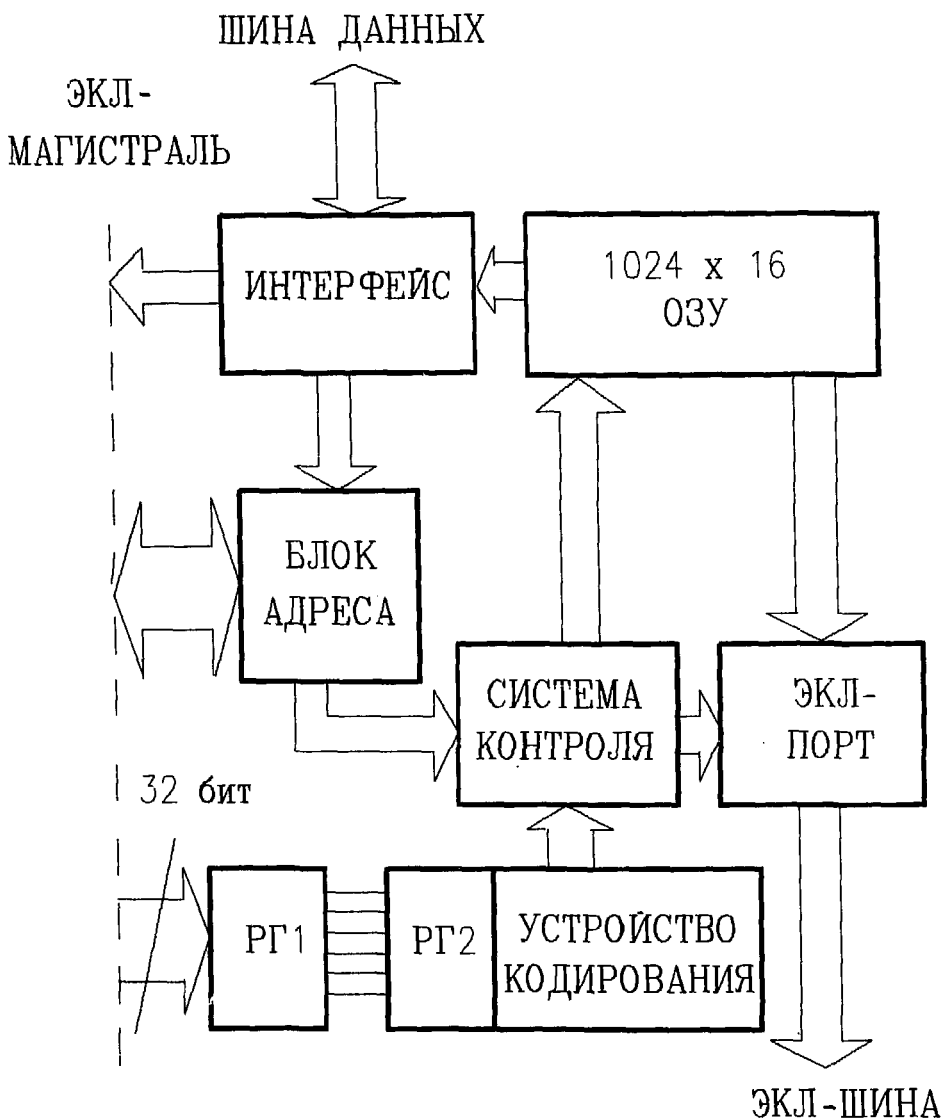 ШИНА ДАННЫХ
ЭКЛ-
МАГИСТРАЛЬ
ИНТЕРФЕЙС
1024 x 16
ОЗУ
БЛОК
АДРЕСА
СИСТЕМА
КОНТРОЛЯ
ЭКЛ-
ПОРТ
32 бит
РГ1
РГ2
УСТРОЙСТВО
КОДИРОВАНИЯ
ЭКЛ-ШИНА